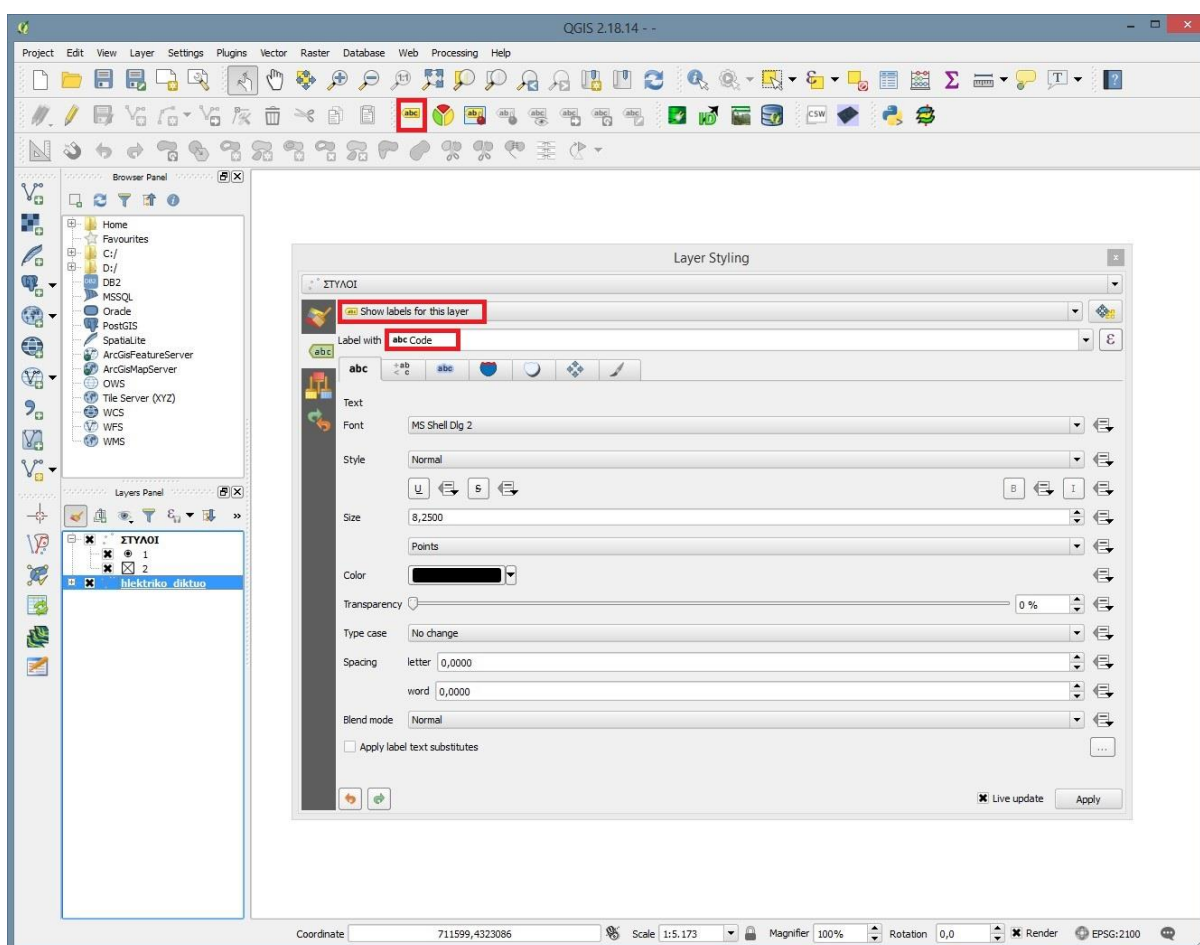 QGIS 2.18.14 - -
Project Edit View Layer Settings Plugins Vector Raster Database Web Processing Help
Browser Panel
Home
Favourites
C:/
D:/
DB2
MSSQL
Oracle
PostGIS
SpatiaLite
ArcGisFeatureServer
ArcGisMapServer
OWS
Tile Server (XYZ)
WCS
WFS
WMS
Layers Panel
ΣΤΥΛΟΙ
1
2
hlektriko diktuo
Layer Styling
ΣΤΥΛΟΙ
Show labels for this layer
Label with abc Code
abc
Text
Font MS Shell Dlg 2
Style Normal
U S B I
Size 8,2500
Points
Color
Transparency 0 %
Type case No change
Spacing letter 0,0000
word 0,0000
Blend mode Normal
Apply label text substitutes ...
Live update Apply
Coordinate 711599,4323086 Scale 1:5.173 Magnifier 100% Rotation 0,0 Render EPSG:2100